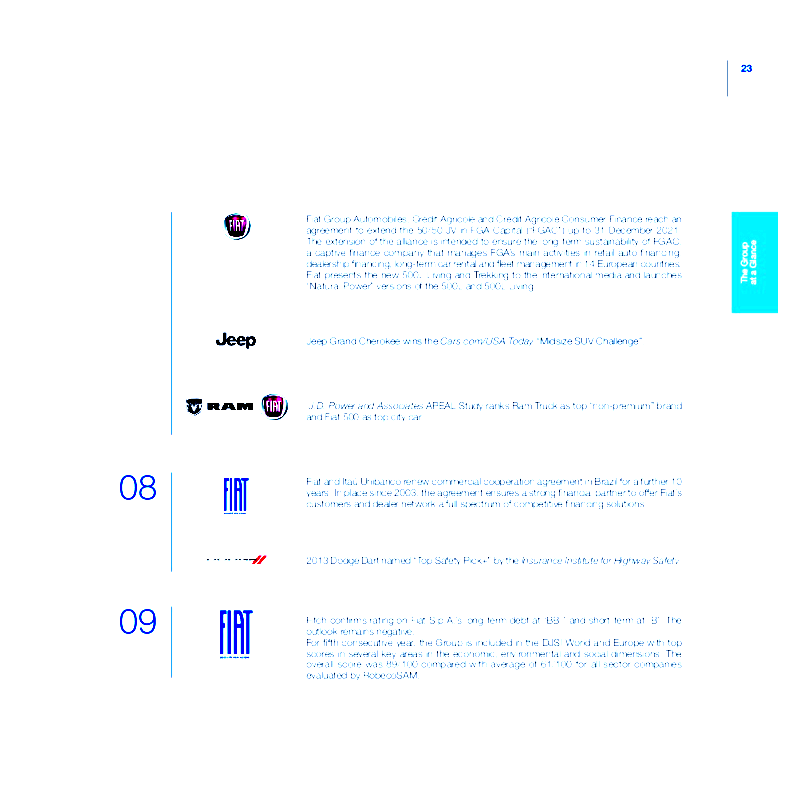 23
The Group
at a Glance
FIAT
Fiat Group Automobiles, Crédit Agricole and Crédit Agricole Consumer Finance reach an
agreement to extend the 50/50 JV in FGA Capital ("FGAC") up to 31 December 2021.
The extension of the alliance is intended to ensure the long-term sustainability of FGAC,
a captive finance company that manages FGA's main activities in retail auto financing,
dealership financing, long-term car rental and fleet management in 14 European countries.
Fiat presents the new 500L Living and Trekking to the international media and launches
"Natural Power" versions of the 500L and 500L Living.
Jeep
Jeep Grand Cherokee wins the Cars.com/USA Today "Midsize SUV Challenge".
RAM FIAT
J.D. Power and Associates APEAL Study ranks Ram Truck as top "non-premium" brand
and Fiat 500 as top city car.
08
FIAT
Fiat and Itaú Unibanco renew commercial cooperation agreement in Brazil for a further 10
years. In place since 2003, the agreement ensures a strong financial partner to offer Fiat's
customers and dealer network a full spectrum of competitive financing solutions.
2013 Dodge Dart named "Top Safety Pick+" by the Insurance Institute for Highway Safety.
09
FIAT
Fitch confirms rating on Fiat S.p.A.'s long-term debt at "BB-" and short-term at "B". The
outlook remains negative.
For fifth consecutive year, the Group is included in the DJSI World and Europe with top
scores in several key areas in the economic, environmental and social dimensions. The
overall score was 89/100 compared with average of 61/100 for all sector companies
evaluated by RobecoSAM.